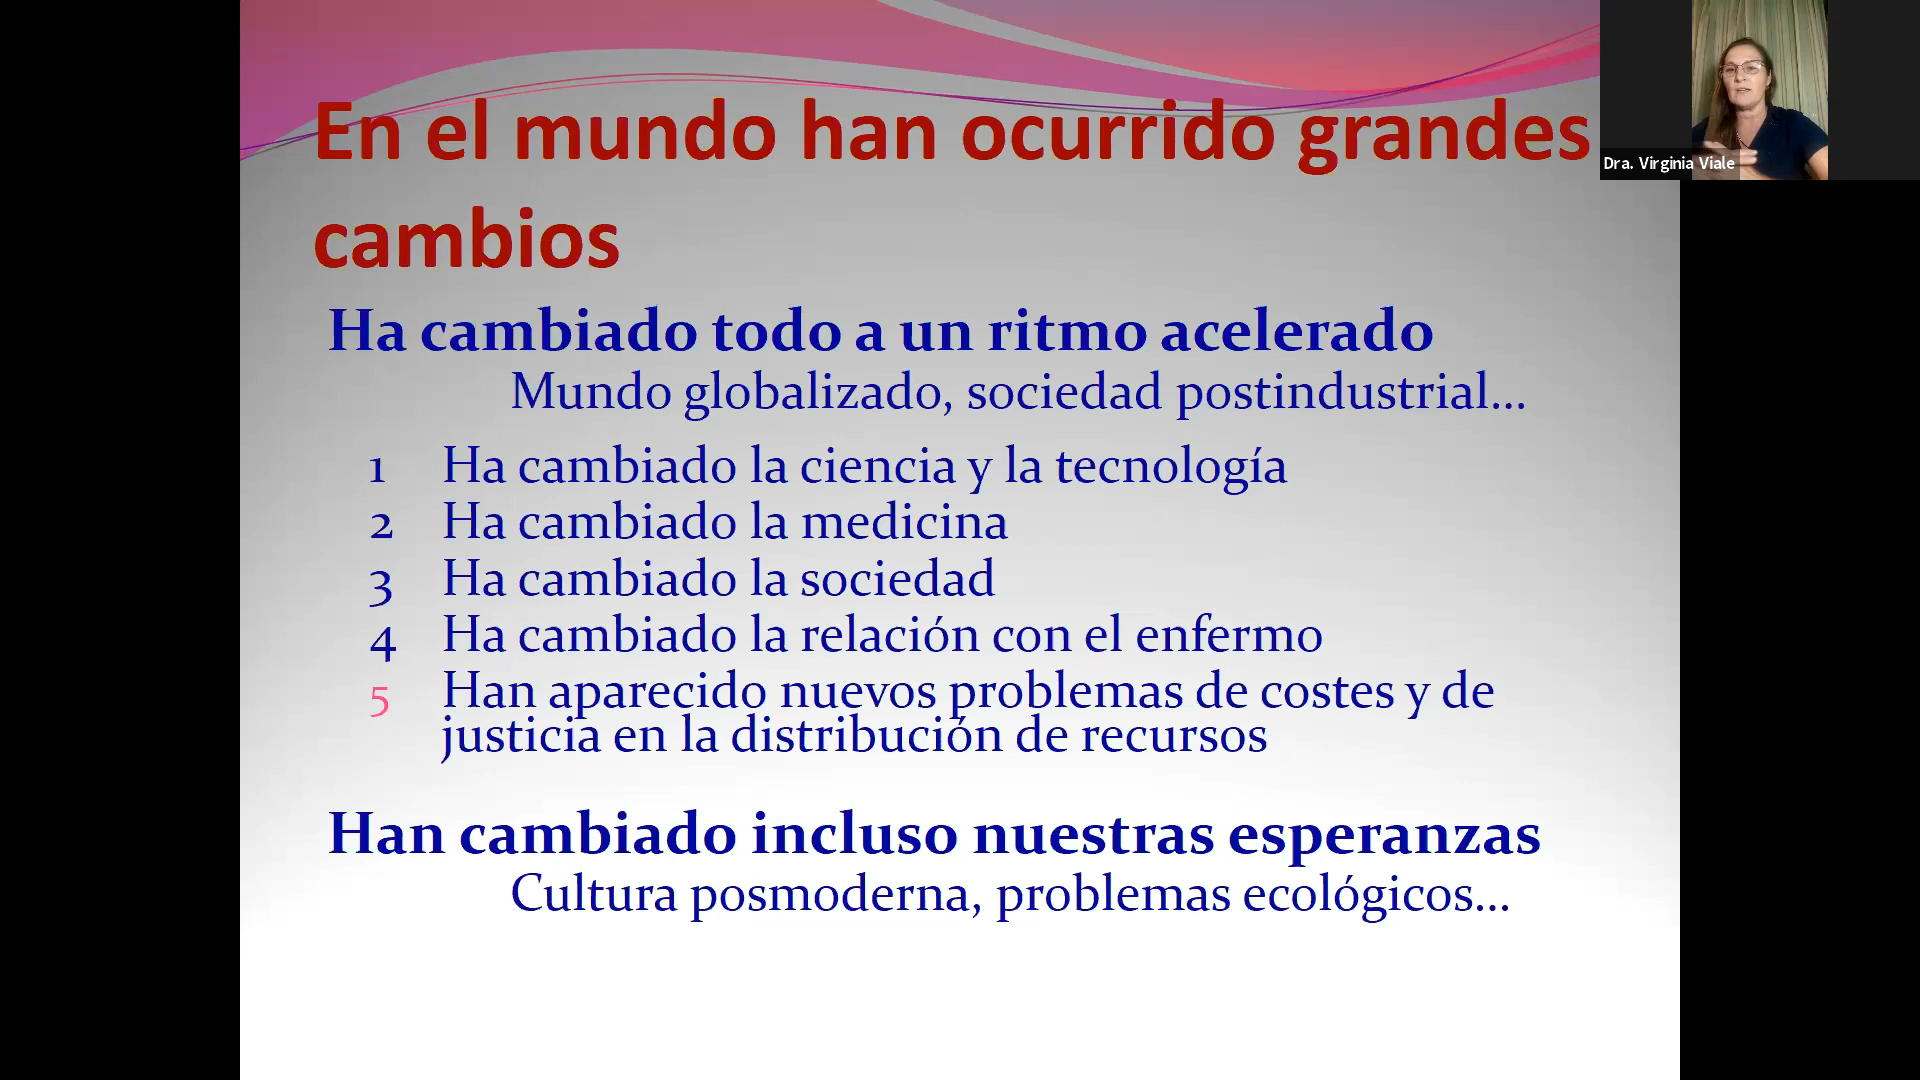 En el mundo han ocurrido grandes
cambios
Dra. Virginia Viale
Ha cambiado todo a un ritmo acelerado
Mundo globalizado, sociedad postindustrial...
1 Ha cambiado la ciencia y la tecnología
2 Ha cambiado la medicina
3 Ha cambiado la sociedad
4 Ha cambiado la relación con el enfermo
5 Han aparecido nuevos problemas de costes y de
justicia en la distribución de recursos
Han cambiado incluso nuestras esperanzas
Cultura posmoderna, problemas ecológicos...